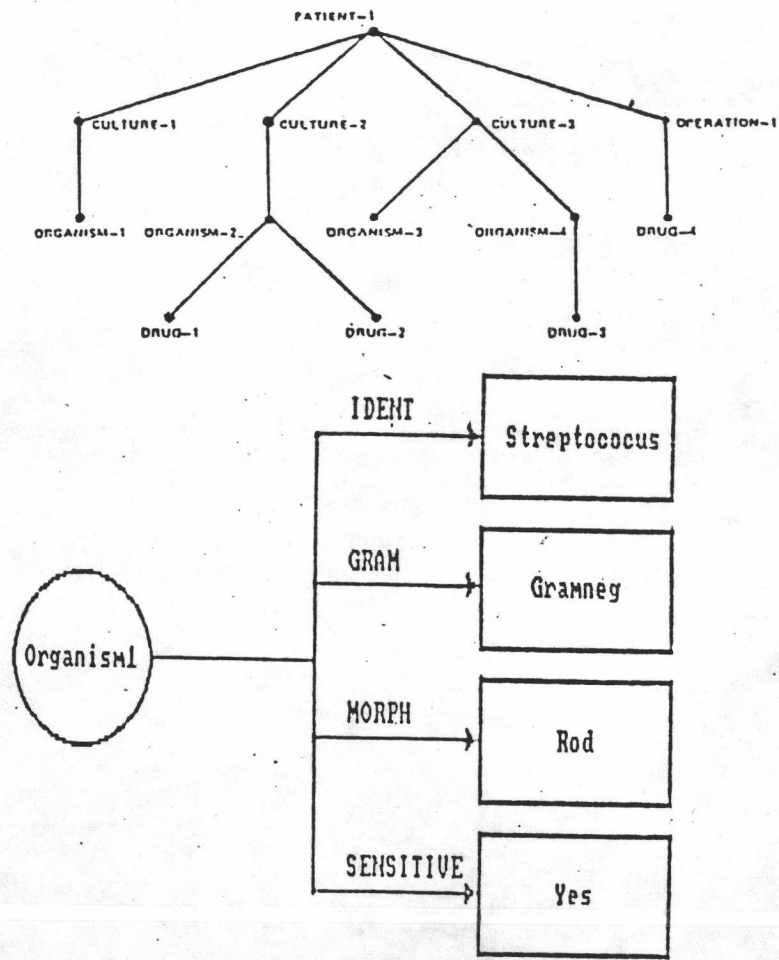 PATIENT-1
CULTURE-1 CULTURE-2 CULTURE-3 OPERATION-1
ORGANISM-1 ORGANISM-2 ORGANISM-3 ORGANISM-4 DRUG-4
DRUG-1 DRUG-2 DRUG-3
IDENT
Streptococus
GRAM
Gramneg
Organism1
MORPH
Rod
SENSITIVE
Yes